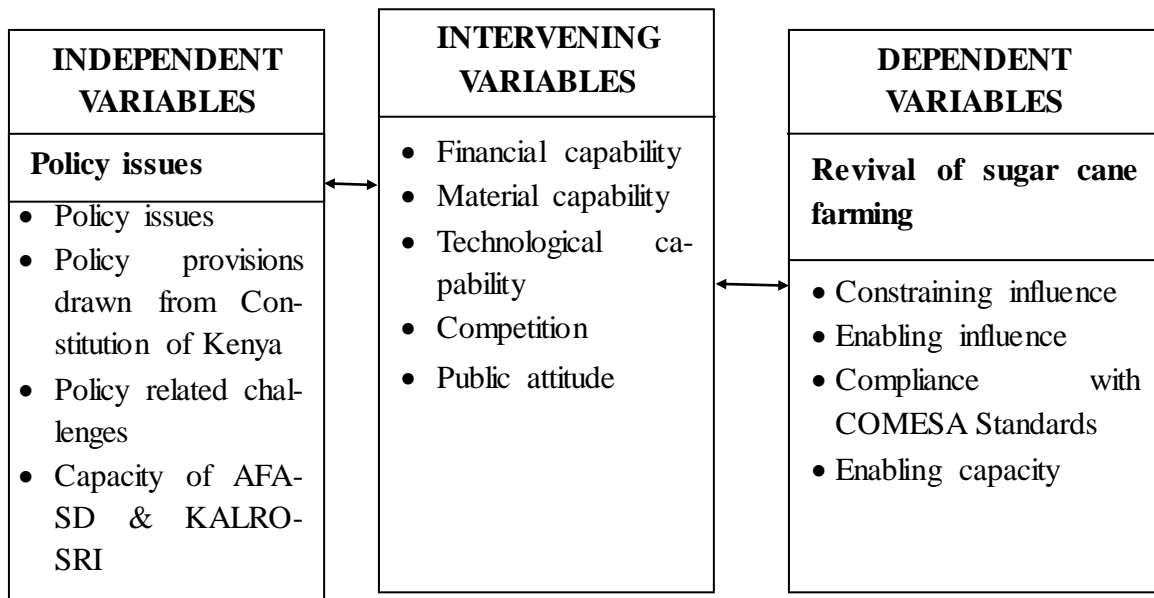 INDEPENDENT
VARIABLES
Policy issues
• Policy issues
• Policy provisions
drawn from Con-
stitution of Kenya
• Policy related chal-
lenges
• Capacity of AFA-
SD & KALRO-
SRI
INTERVENING
VARIABLES
• Financial capability
• Material capability
• Technological ca-
pability
• Competition
• Public attitude
DEPENDENT
VARIABLES
Revival of sugar cane
farming
• Constraining influence
• Enabling influence
• Compliance with
COMESA Standards
• Enabling capacity